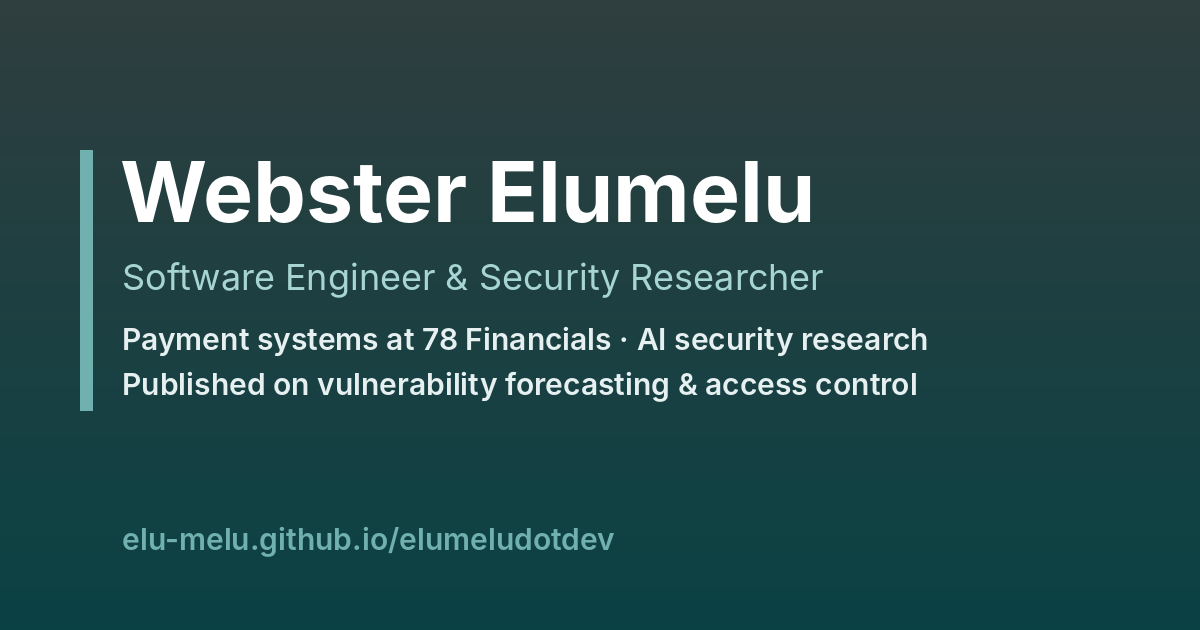 Webster Elumelu
Software Engineer & Security Researcher
Payment systems at 78 Financials · AI security research
Published on vulnerability forecasting & access control
elu-melu.github.io/elumeludotdev